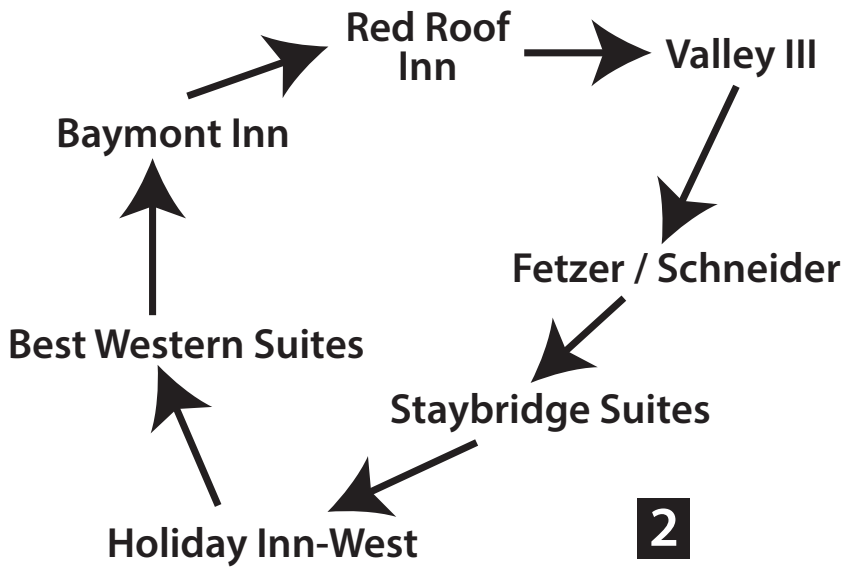 Red Roof
Inn
Valley III
Baymont Inn
Fetzer / Schneider
Best Western Suites
Staybridge Suites
Holiday Inn-West
2